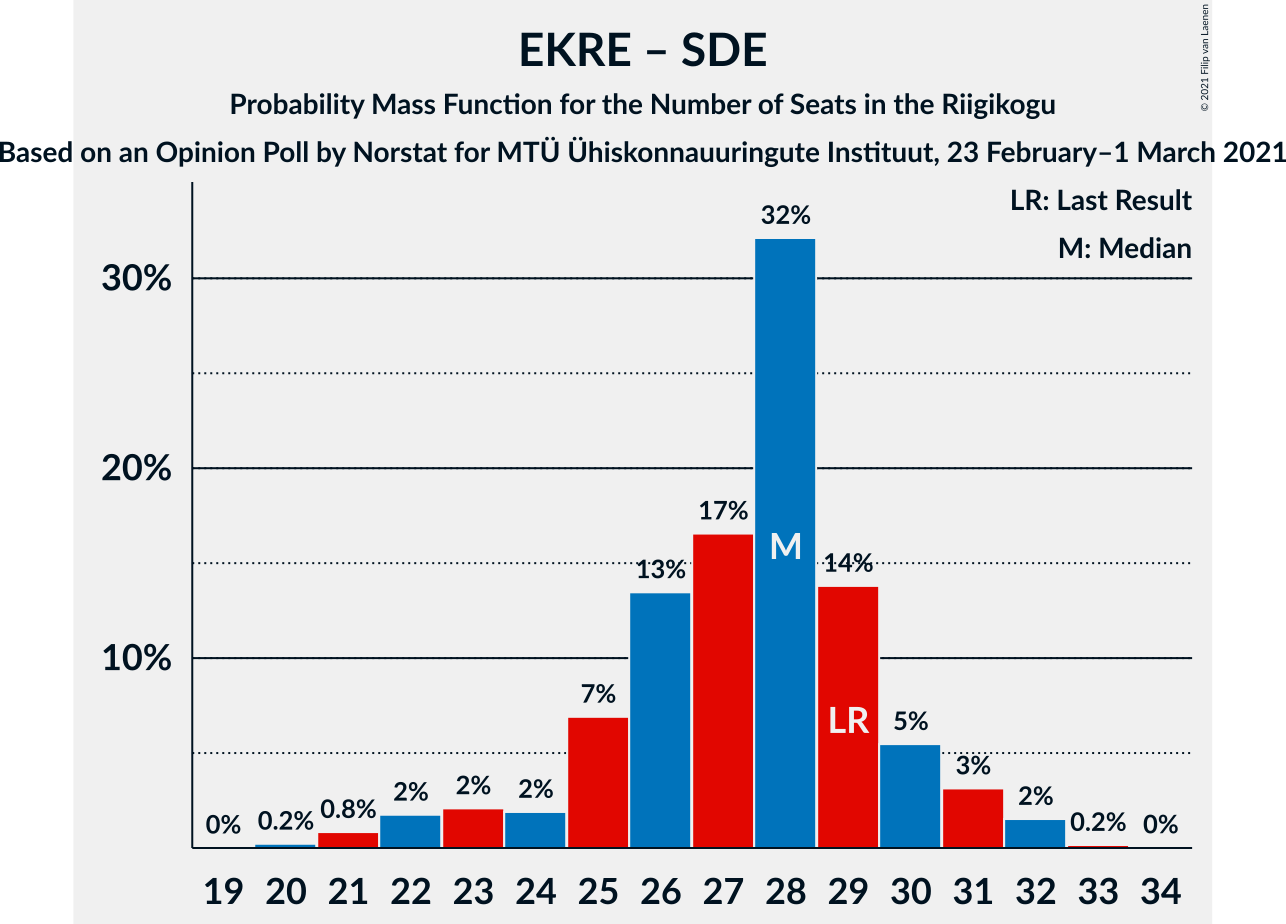 EKRE – SDE
Probability Mass Function for the Number of Seats in the Riigikogu
Based on an Opinion Poll by Norstat for MTÜ Ühiskonnauuringute Instituut, 23 February–1 March 2021
© 2021 Filip van Laenen
LR: Last Result
M: Median
30%
20%
10%
0% 0.2% 0.8% 2% 2% 2% 7% 13% 17% 32% 14% 5% 3% 2% 0.2% 0%
M
LR
19 20 21 22 23 24 25 26 27 28 29 30 31 32 33 34